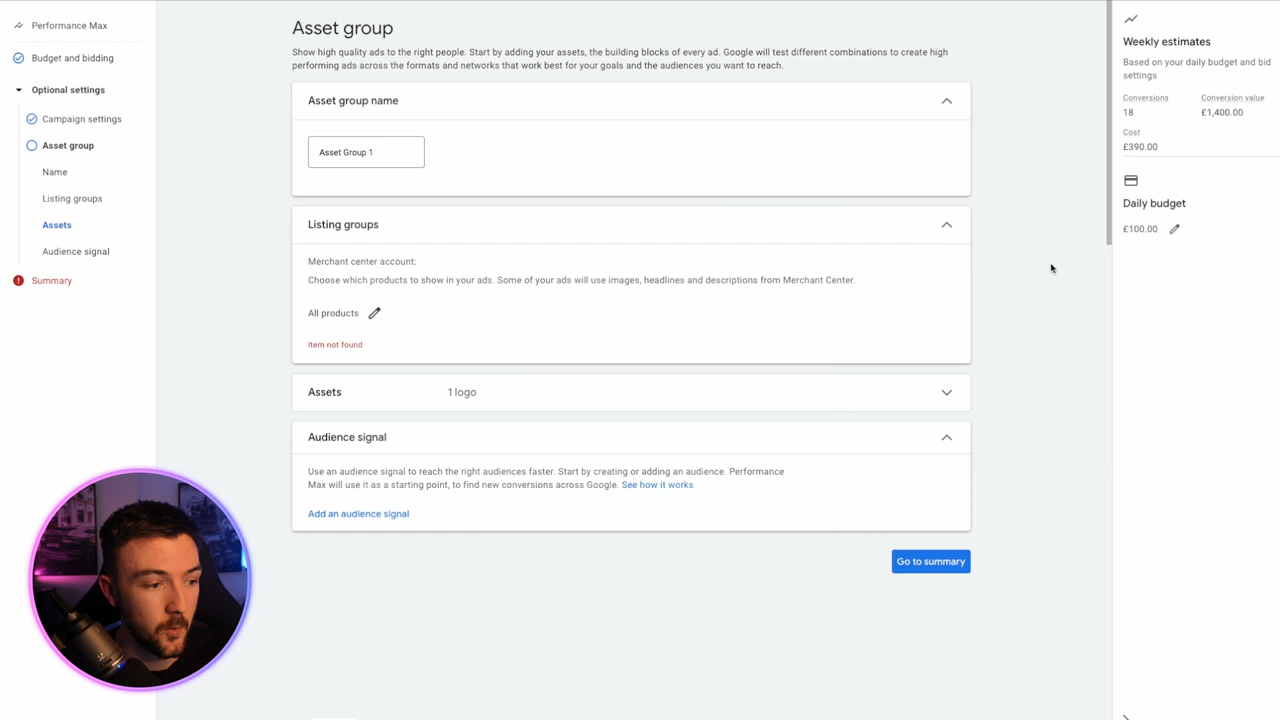 Performance Max
Budget and bidding
Optional settings
Campaign settings
Asset group
Name
Listing groups
Assets
Audience signal
Summary
Asset group
Show high quality ads to the right people. Start by adding your assets, the building blocks of every ad. Google will test different combinations to create high
performing ads across the formats and networks that work best for your goals and the audiences you want to reach.
Asset group name
Asset Group 1
Listing groups
Merchant center account:
Choose which products to show in your ads. Some of your ads will use images, headlines and descriptions from Merchant Center.
All products
Item not found
Assets 1 logo
Audience signal
Use an audience signal to reach the right audiences faster. Start by creating or adding an audience. Performance
Max will use it as a starting point, to find new conversions across Google. See how it works
Add an audience signal
Go to summary
Weekly estimates
Based on your daily budget and bid
settings
Conversions Conversion value
18 £1,400.00
Cost
£390.00
Daily budget
£100.00